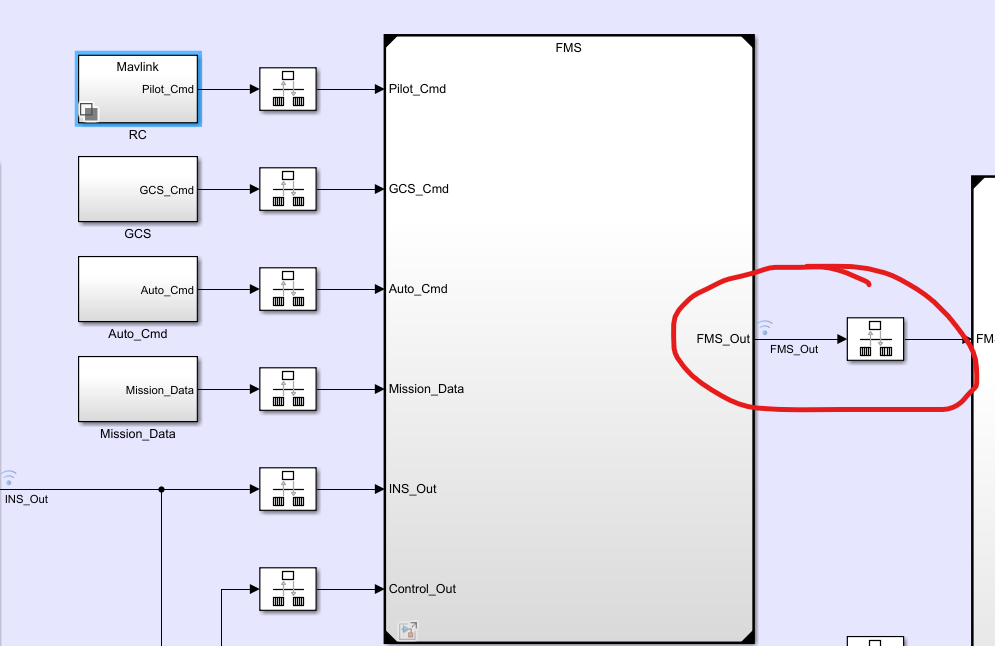 FMS
Mavlink
Pilot_Cmd
RC
Pilot_Cmd
GCS_Cmd
GCS
GCS_Cmd
Auto_Cmd
Auto_Cmd
Auto_Cmd
Mission_Data
Mission_Data
Mission_Data
INS_Out
INS_Out
Control_Out
FMS_Out
FMS_Out
FM